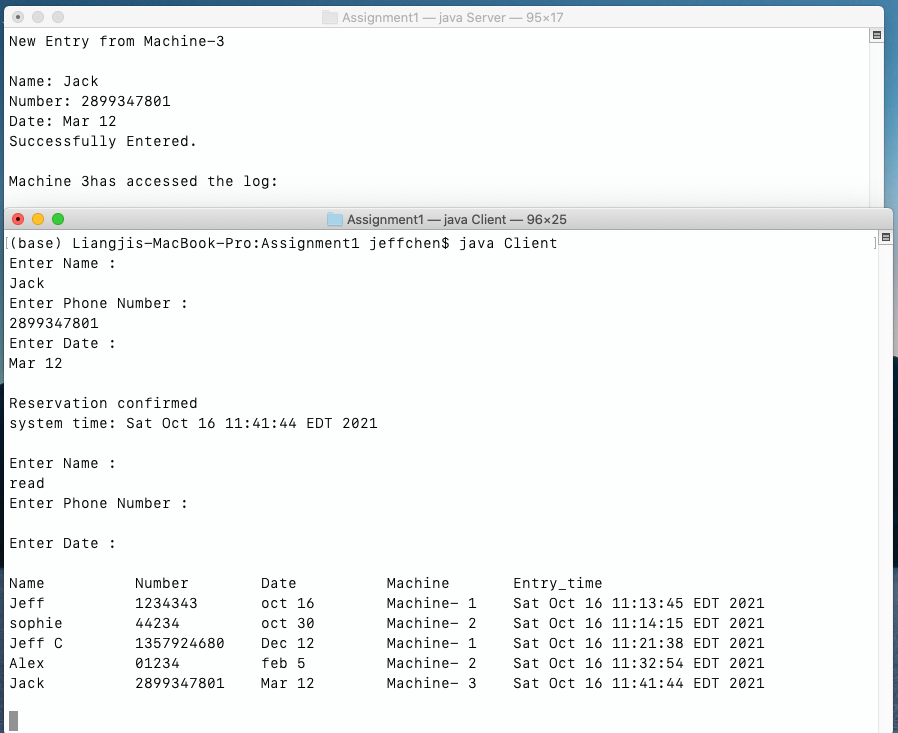 Assignment1 — java Server — 95×17
New Entry from Machine-3
Name: Jack
Number: 2899347801
Date: Mar 12
Successfully Entered.
Machine 3has accessed the log:
Assignment1 — java Client — 96×25
[(base) Liangjis-MacBook-Pro:Assignment1 jeffchen$ java Client ]
Enter Name :
Jack
Enter Phone Number :
2899347801
Enter Date :
Mar 12
Reservation confirmed
system time: Sat Oct 16 11:41:44 EDT 2021
Enter Name :
read
Enter Phone Number :
Enter Date :
Name Number Date Machine Entry_time
Jeff 1234343 oct 16 Machine- 1 Sat Oct 16 11:13:45 EDT 2021
sophie 44234 oct 30 Machine- 2 Sat Oct 16 11:14:15 EDT 2021
Jeff C 1357924680 Dec 12 Machine- 1 Sat Oct 16 11:21:38 EDT 2021
Alex 01234 feb 5 Machine- 2 Sat Oct 16 11:32:54 EDT 2021
Jack 2899347801 Mar 12 Machine- 3 Sat Oct 16 11:41:44 EDT 2021